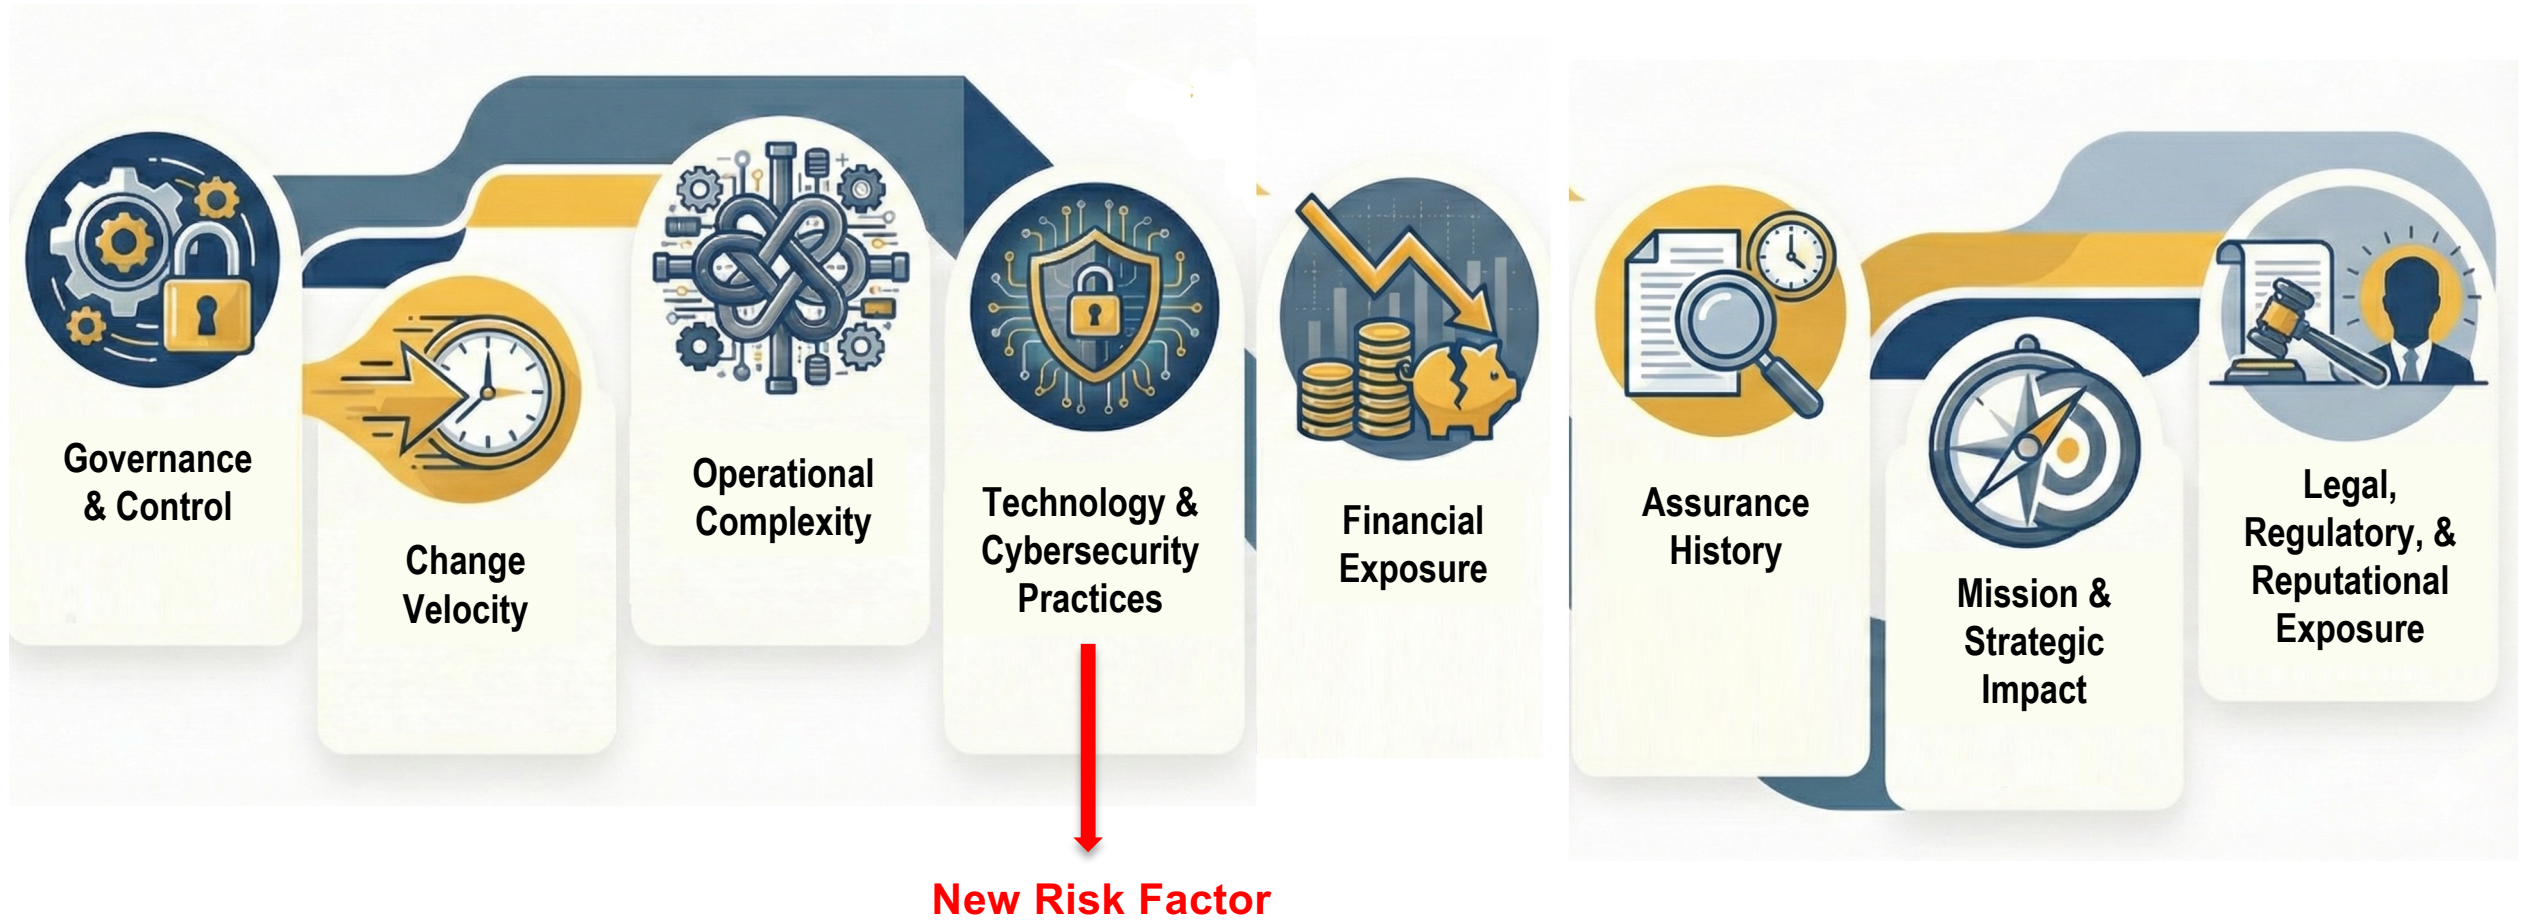 Governance
& Control
Change
Velocity
Operational
Complexity
Technology &
Cybersecurity
Practices
Financial
Exposure
Assurance
History
Mission &
Strategic
Impact
Legal,
Regulatory, &
Reputational
Exposure
New Risk Factor